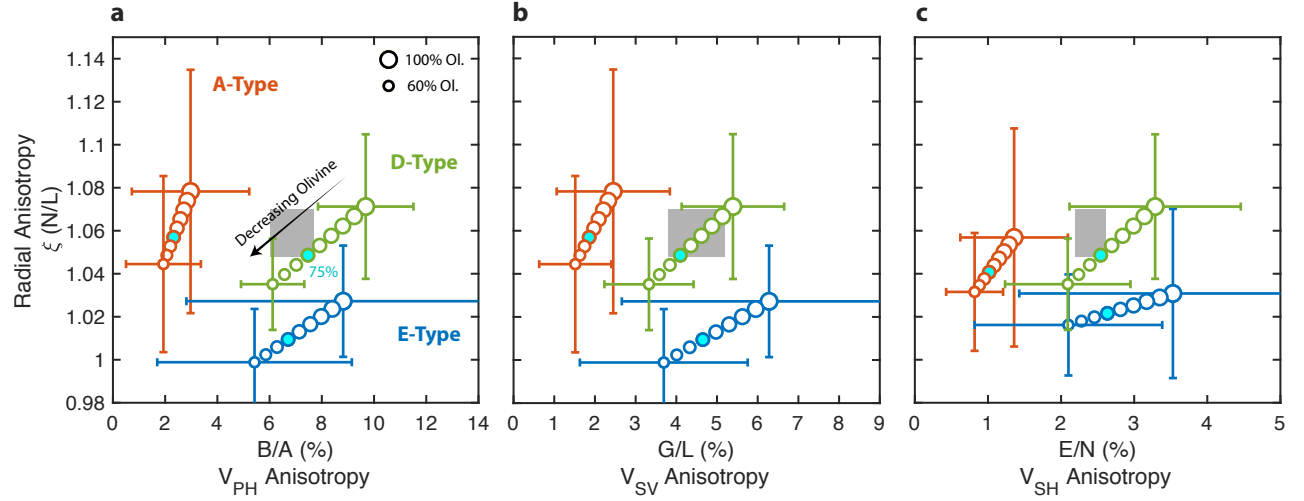 a
b
c
Radial Anisotropy
ξ (N/L)
1.14
1.12
1.1
1.08
1.06
1.04
1.02
1
0.98
A-Type
100% Ol.
60% Ol.
D-Type
Decreasing Olivine
75%
E-Type
0 2 4 6 8 10 12 14
B/A (%)
V_PH Anisotropy
0 1 2 3 4 5 6 7 8 9
G/L (%)
V_SV Anisotropy
1 2 3 4 5
E/N (%)
V_SH Anisotropy